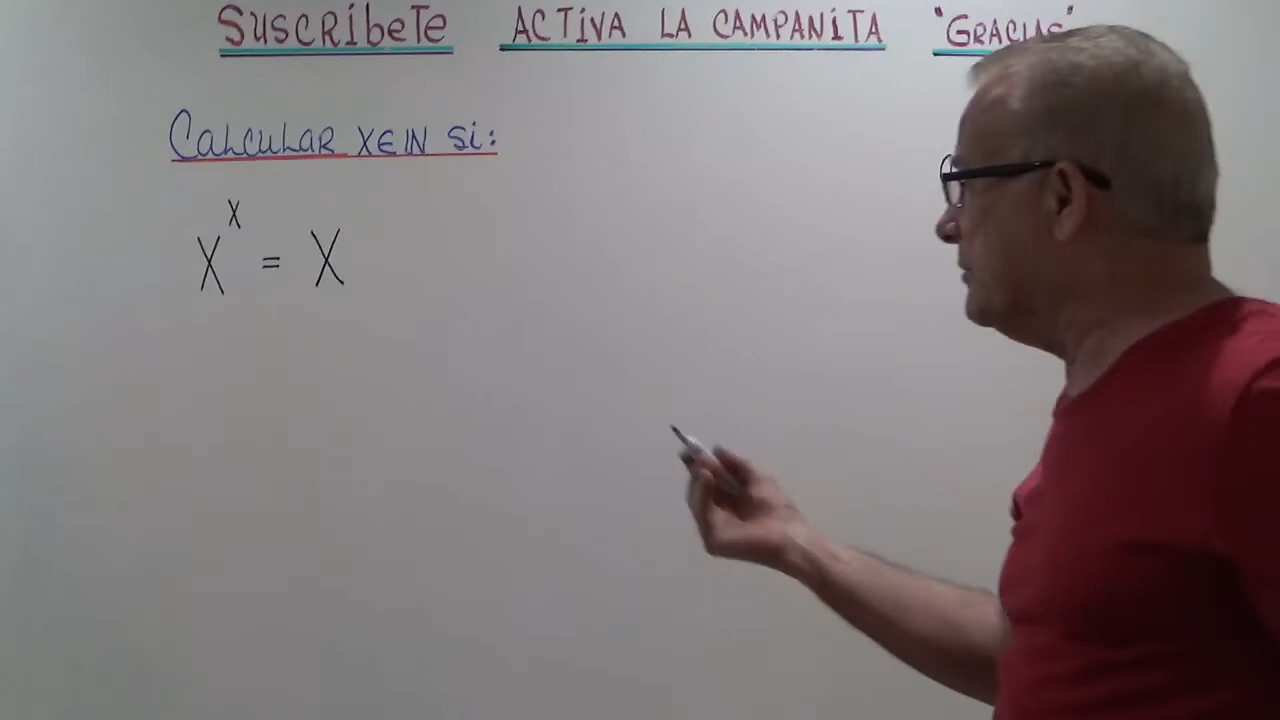 SUSCRÍbETE ACTIVA LA CAMPANITA "GRACIAS"
CALCULAR X∈IN Si:
X^X = X